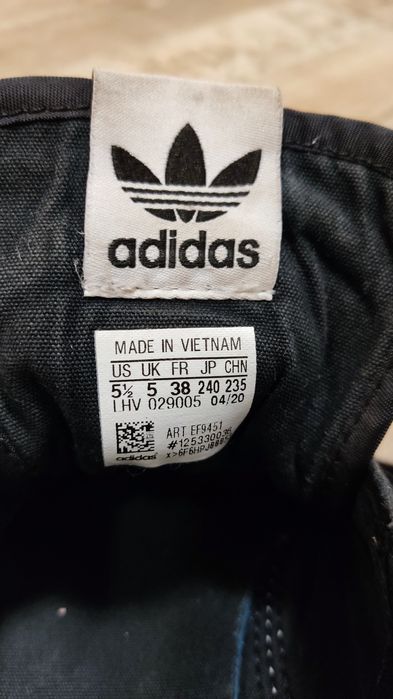 adidas
MADE IN VIETNAM
US UK FR JP CHN
5½ 5 38 240 235
LHV 029005 04/20
ART EF9451
adidas